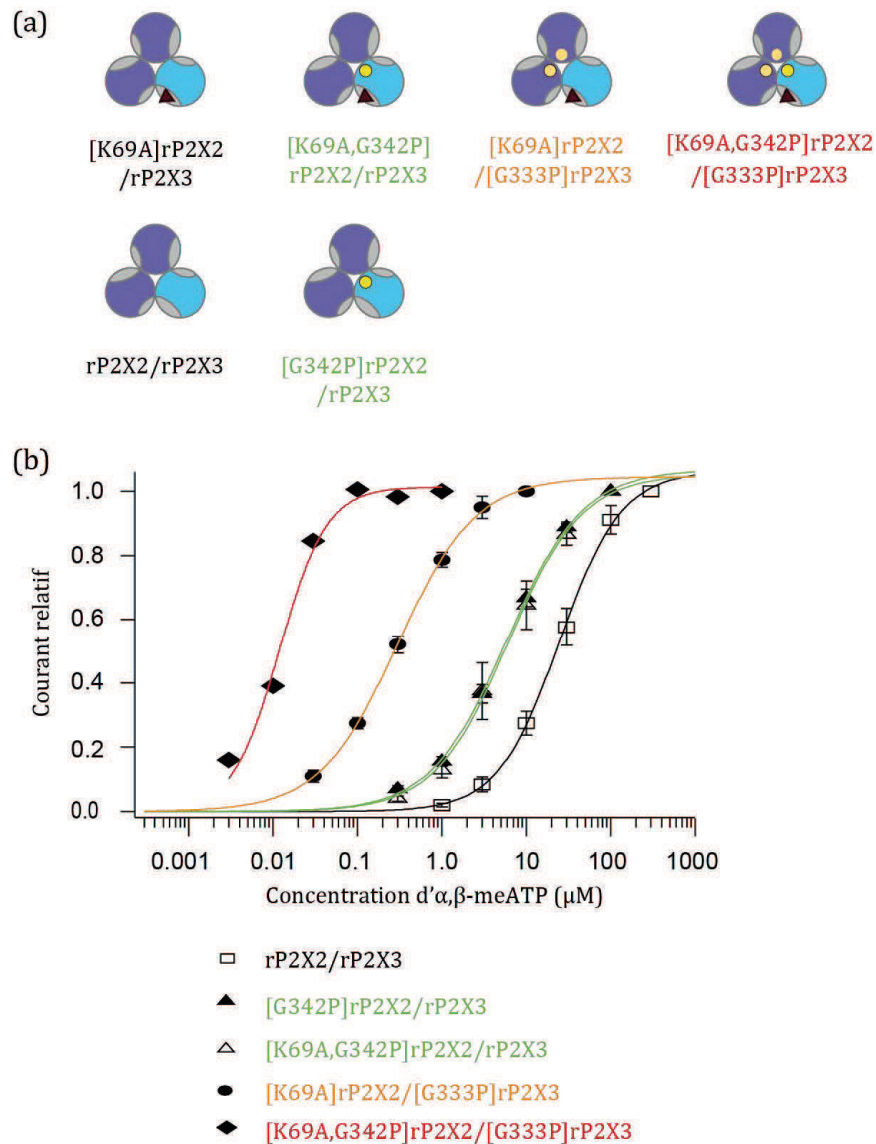 (a)
[K69A]rP2X2
/rP2X3
[K69A,G342P]
rP2X2/rP2X3
[K69A]rP2X2
/[G333P]rP2X3
[K69A,G342P]rP2X2
/[G333P]rP2X3
rP2X2/rP2X3
[G342P]rP2X2
/rP2X3
(b)
Courant relatif
1.0
0.8
0.6
0.4
0.2
0.0
0.001
0.01
0.1
1.0
10
100
1000
Concentration d'α,β-meATP (µM)
rP2X2/rP2X3
[G342P]rP2X2/rP2X3
[K69A,G342P]rP2X2/rP2X3
[K69A]rP2X2/[G333P]rP2X3
[K69A,G342P]rP2X2/[G333P]rP2X3